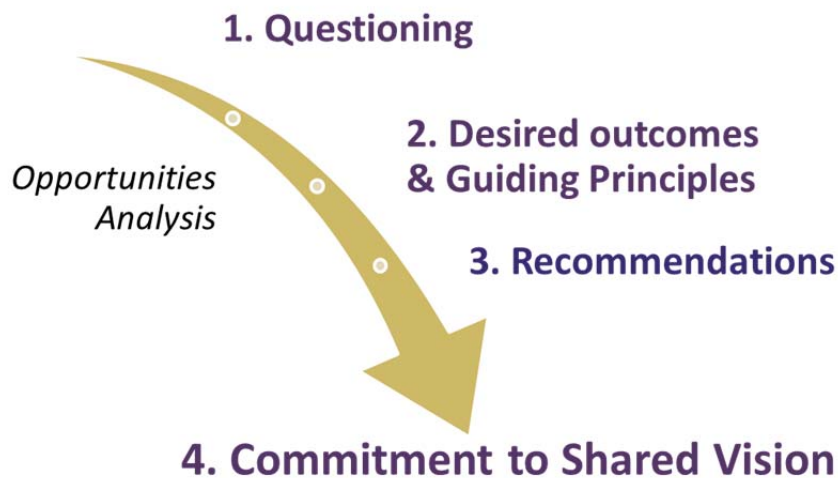 1. Questioning
2. Desired outcomes
& Guiding Principles
Opportunities
Analysis
3. Recommendations
4. Commitment to Shared Vision